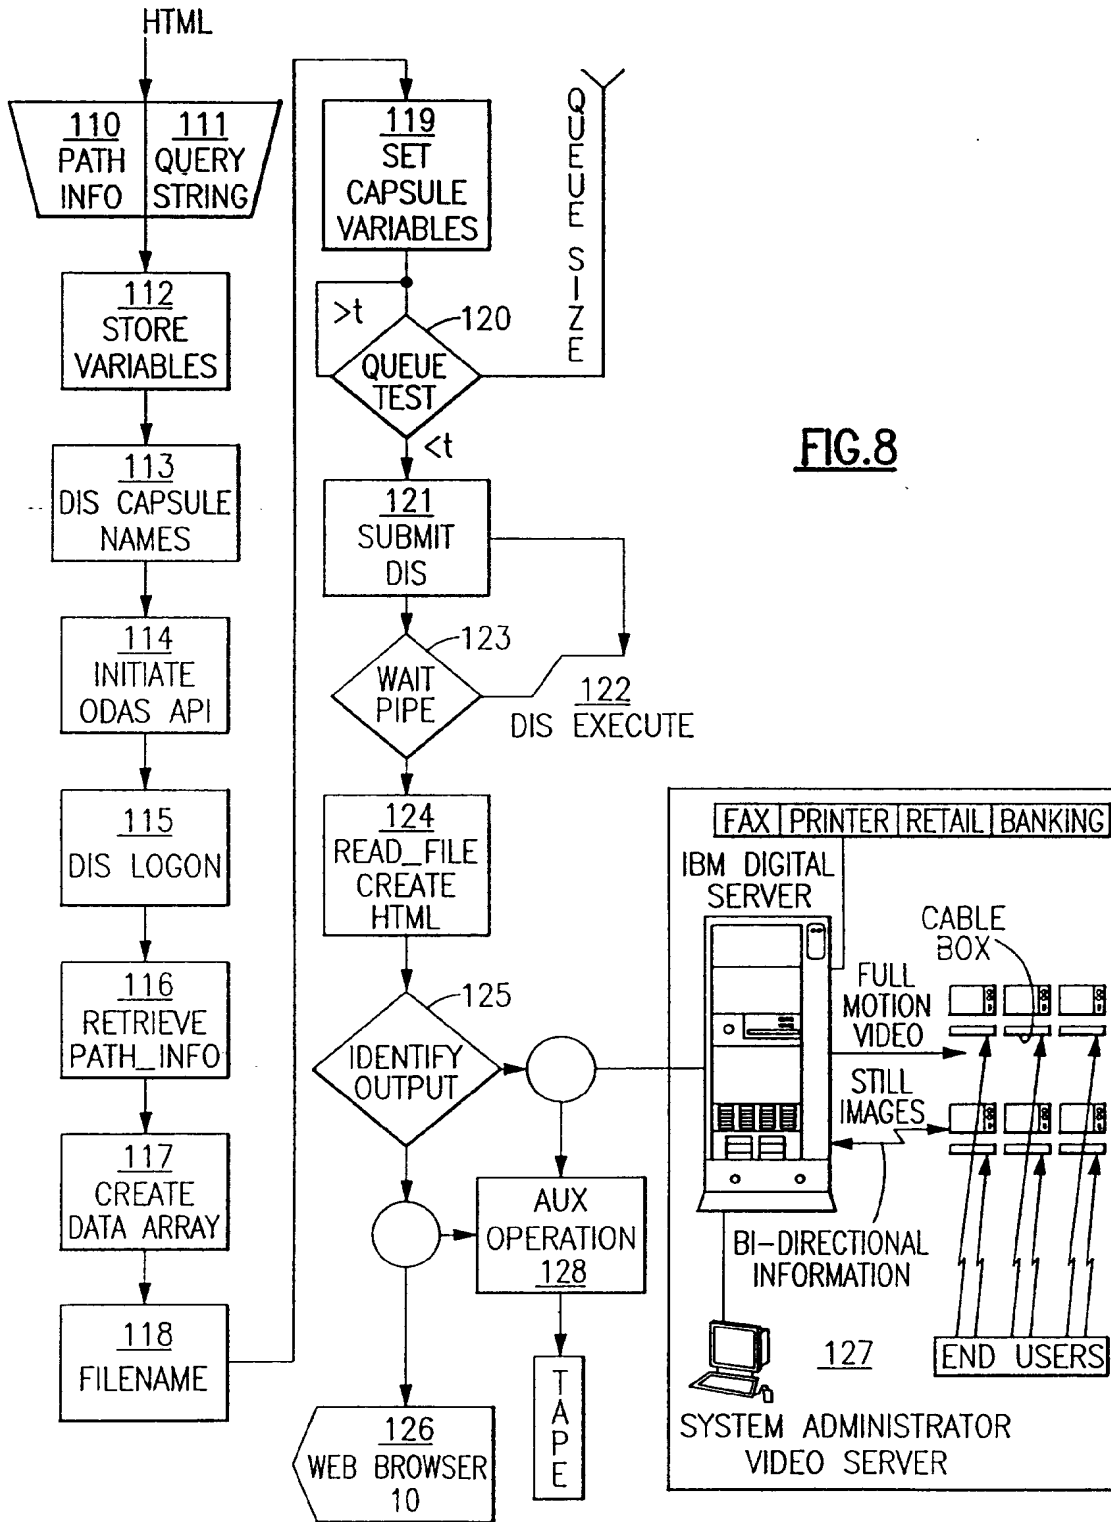 HTML
110
PATH
INFO
111
QUERY
STRING
112
STORE
VARIABLES
113
DIS CAPSULE
NAMES
114
INITIATE
ODAS API
115
DIS LOGON
116
RETRIEVE
PATH_INFO
117
CREATE
DATA ARRAY
118
FILENAME
119
SET
CAPSULE
VARIABLES
QUEUE SIZE
>t
120
QUEUE
TEST
<t
121
SUBMIT
DIS
123
WAIT
PIPE
122
DIS EXECUTE
124
READ_FILE
CREATE
HTML
125
IDENTIFY
OUTPUT
AUX
OPERATION
128
TAPE
126
WEB BROWSER
10
FIG.8
FAX PRINTER RETAIL BANKING
IBM DIGITAL
SERVER
CABLE
BOX
FULL
MOTION
VIDEO
STILL
IMAGES
BI-DIRECTIONAL
INFORMATION
127
END USERS
SYSTEM ADMINISTRATOR
VIDEO SERVER